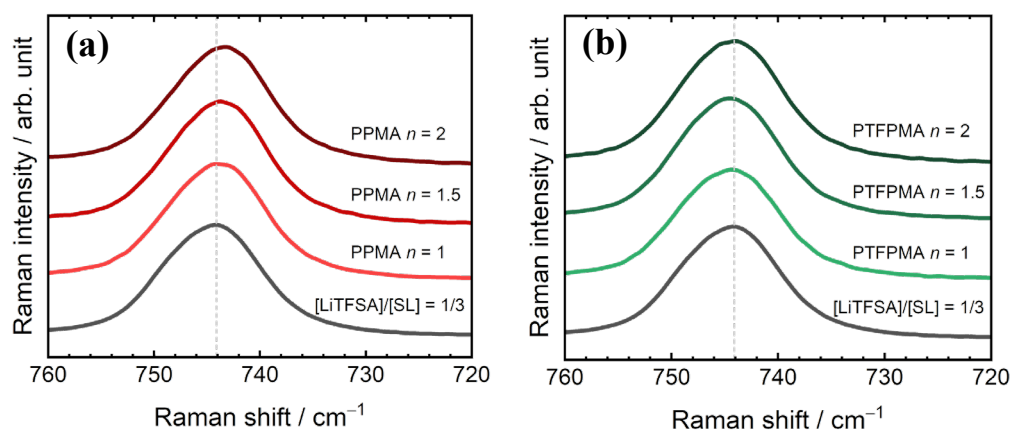 (a)
Raman intensity / arb. unit
PPMA n = 2
PPMA n = 1.5
PPMA n = 1
[LiTFSA]/[SL] = 1/3
760 750 740 730 720
Raman shift / cm⁻¹
(b)
Raman intensity / arb. unit
PTFPMA n = 2
PTFPMA n = 1.5
PTFPMA n = 1
[LiTFSA]/[SL] = 1/3
760 750 740 730 720
Raman shift / cm⁻¹